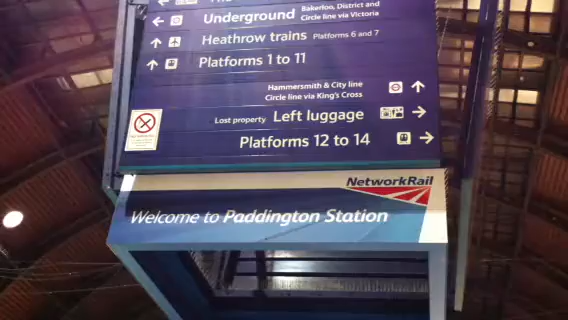 Underground Bakerloo, District and
Circle line via Victoria
Heathrow trains Platforms 6 and 7
Platforms 1 to 11
Hammersmith & City line
Circle line via King's Cross
Lost property Left luggage
Platforms 12 to 14
NetworkRail
Welcome to Paddington Station